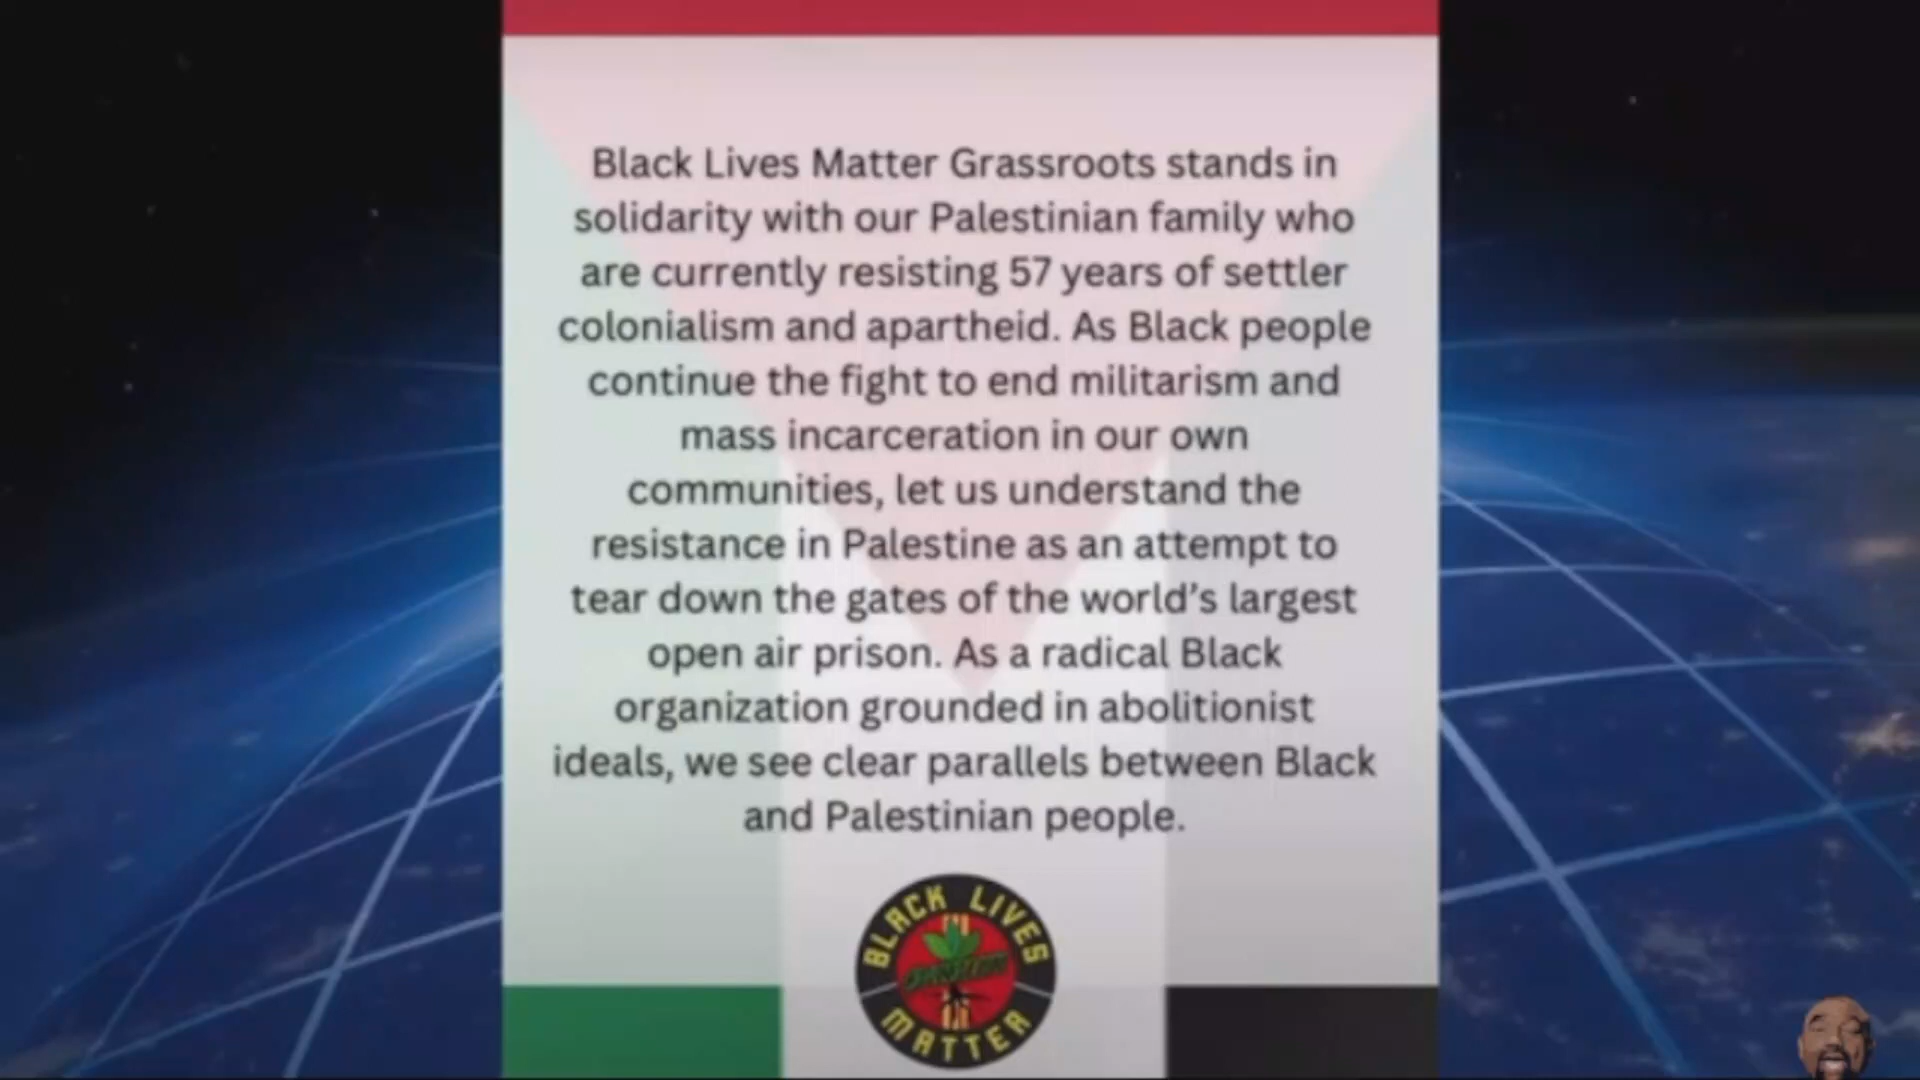 Black Lives Matter Grassroots stands in
solidarity with our Palestinian family who
are currently resisting 57 years of settler
colonialism and apartheid. As Black people
continue the fight to end militarism and
mass incarceration in our own
communities, let us understand the
resistance in Palestine as an attempt to
tear down the gates of the world’s largest
open air prison. As a radical Black
organization grounded in abolitionist
ideals, we see clear parallels between Black
and Palestinian people.
BLACK LIVES
MATTER